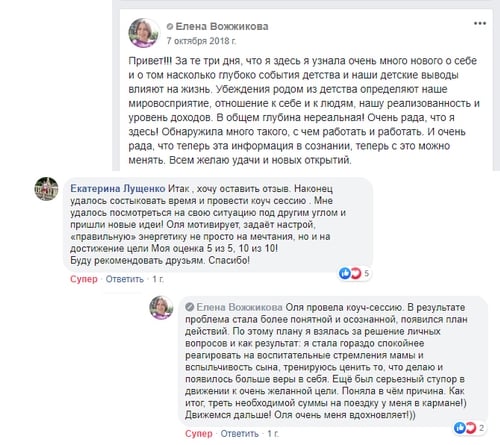 Елена Вожжикова
7 октября 2018 г.
Привет!!! За те три дня, что я здесь я узнала очень много нового о себе
и о том насколько глубоко события детства и наши детские выводы
влияют на жизнь. Убеждения родом из детства определяют наше
мировосприятие, отношение к себе и к людям, нашу реализованность и
уровень доходов. В общем глубина нереальная! Очень рада, что я
здесь! Обнаружила много такого, с чем работать и работать. И очень
рада, что теперь эта информация в сознании, теперь с это можно
менять. Всем желаю удачи и новых открытий.
Екатерина Лущенко Итак , хочу оставить отзыв. Наконец
удалось состыковать время и провести коуч сессию . Мне
удалось посмотреться на свою ситуацию под другим углом и
пришли новые идеи! Оля мотивирует, задаёт настрой,
«правильную» энергетику не просто на мечтания, но и на
достижение цели Моя оценка 5 из 5, 10 из 10!
Буду рекомендовать друзьям. Спасибо!
5
Супер · Ответить · 1 г.
Елена Вожжикова Оля провела коуч-сессию. В результате
проблема стала более понятной и осознанной, появился план
действий. По этому плану я взялась за решение личных
вопросов и как результат: я стала гораздо спокойнее
реагировать на воспитательные стремления мамы и
вспыльчивость сына, тренируюсь ценить то, что делаю и
появилось больше веры в себя. Ещё был серьезный ступор в
движении к очень желанной цели. Поняла в чём причина. Как
итог, треть необходимой суммы на поездку у меня в кармане!)
Движемся дальше! Оля очень меня вдохновляет!))
2
Супер · Ответить · 1 г.